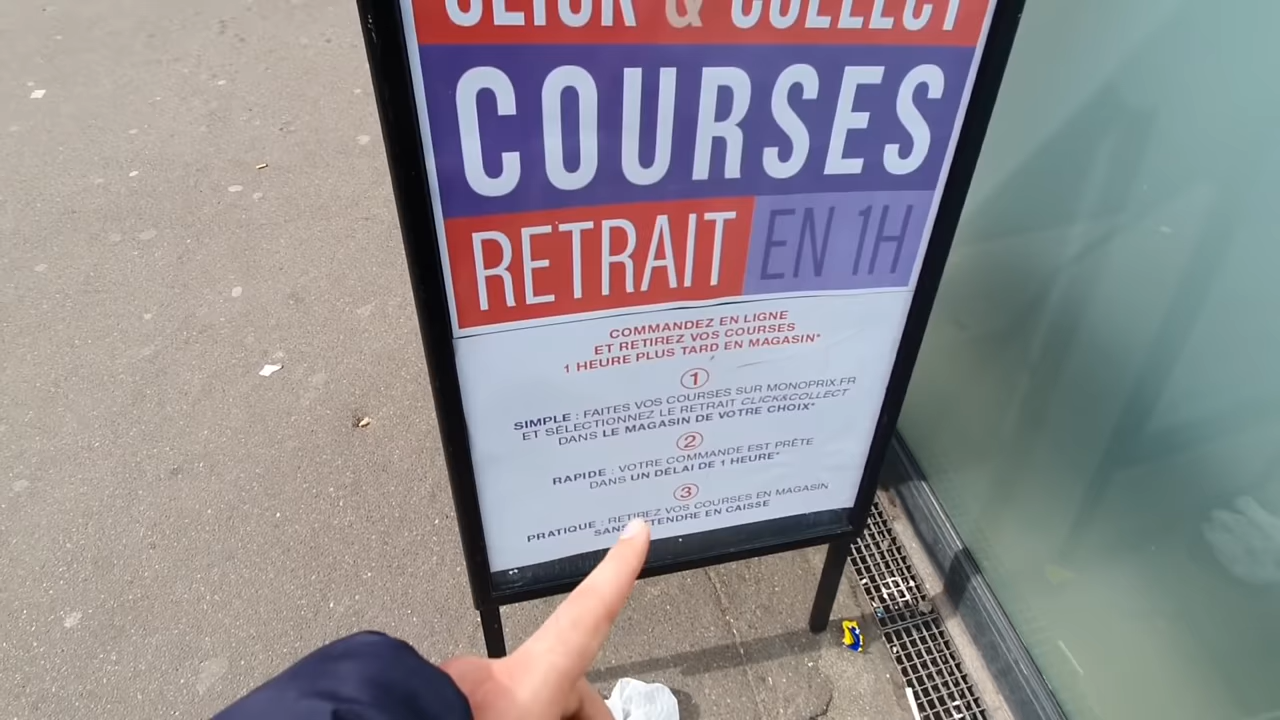 CLICK & COLLECT
COURSES
RETRAIT EN 1H
COMMANDEZ EN LIGNE
ET RETIREZ VOS COURSES
1 HEURE PLUS TARD EN MAGASIN*
1
SIMPLE : FAITES VOS COURSES SUR MONOPRIX.FR
ET SÉLECTIONNEZ LE RETRAIT CLICK&COLLECT
DANS LE MAGASIN DE VOTRE CHOIX*
2
RAPIDE : VOTRE COMMANDE EST PRÊTE
DANS UN DÉLAI DE 1 HEURE*
3
PRATIQUE : RETIREZ VOS COURSES EN MAGASIN
SANS ATTENDRE EN CAISSE